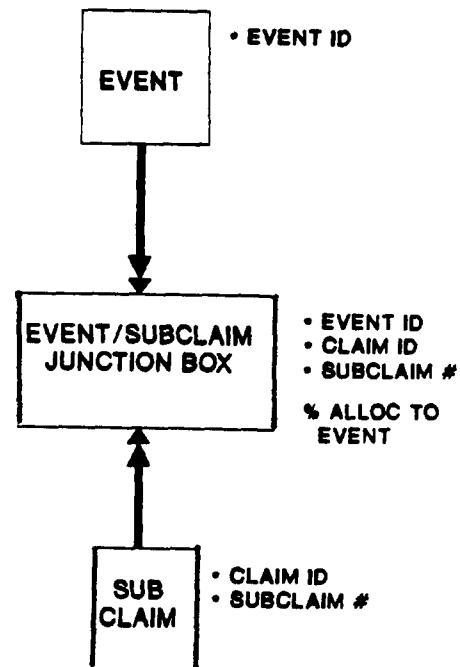 EVENT
• EVENT ID
EVENT/SUBCLAIM
JUNCTION BOX
• EVENT ID
• CLAIM ID
• SUBCLAIM #
% ALLOC TO
EVENT
SUB
CLAIM
• CLAIM ID
• SUBCLAIM #